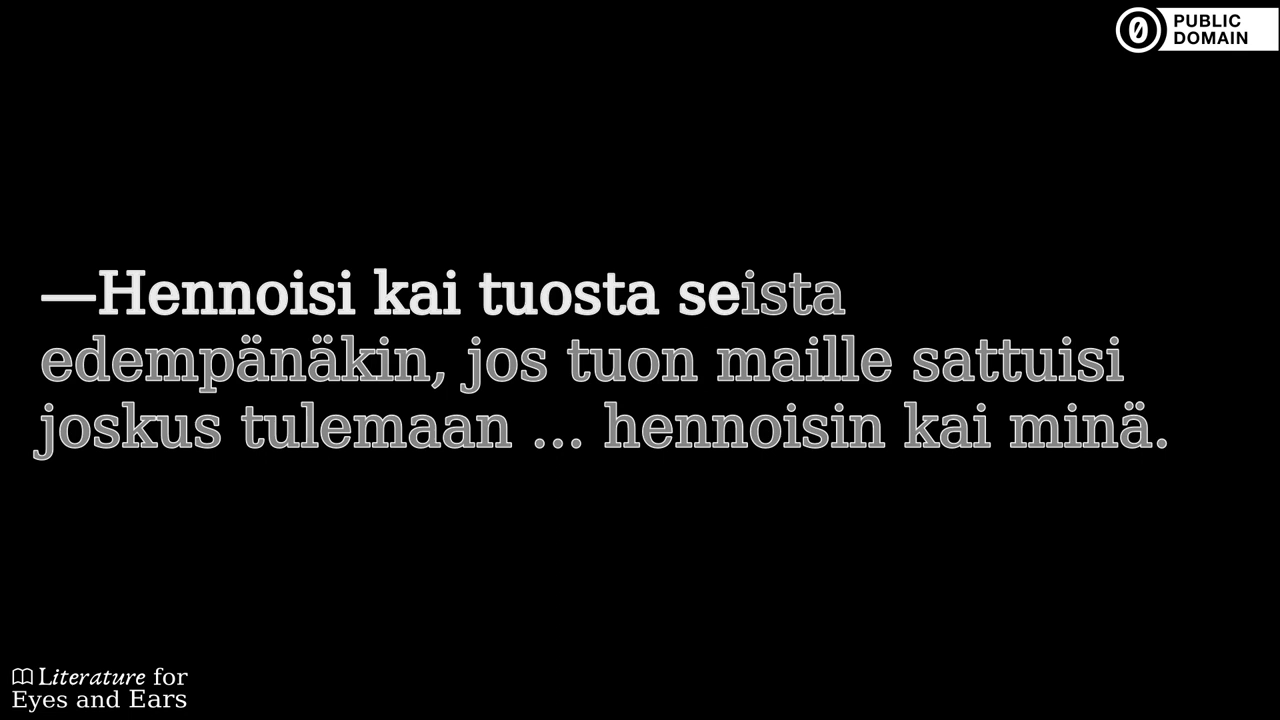 PUBLIC
DOMAIN
—Hennoisi kai tuosta seista
edempänäkin, jos tuon maille sattuisi
joskus tulemaan ... hennoisin kai minä.
Literature for
Eyes and Ears